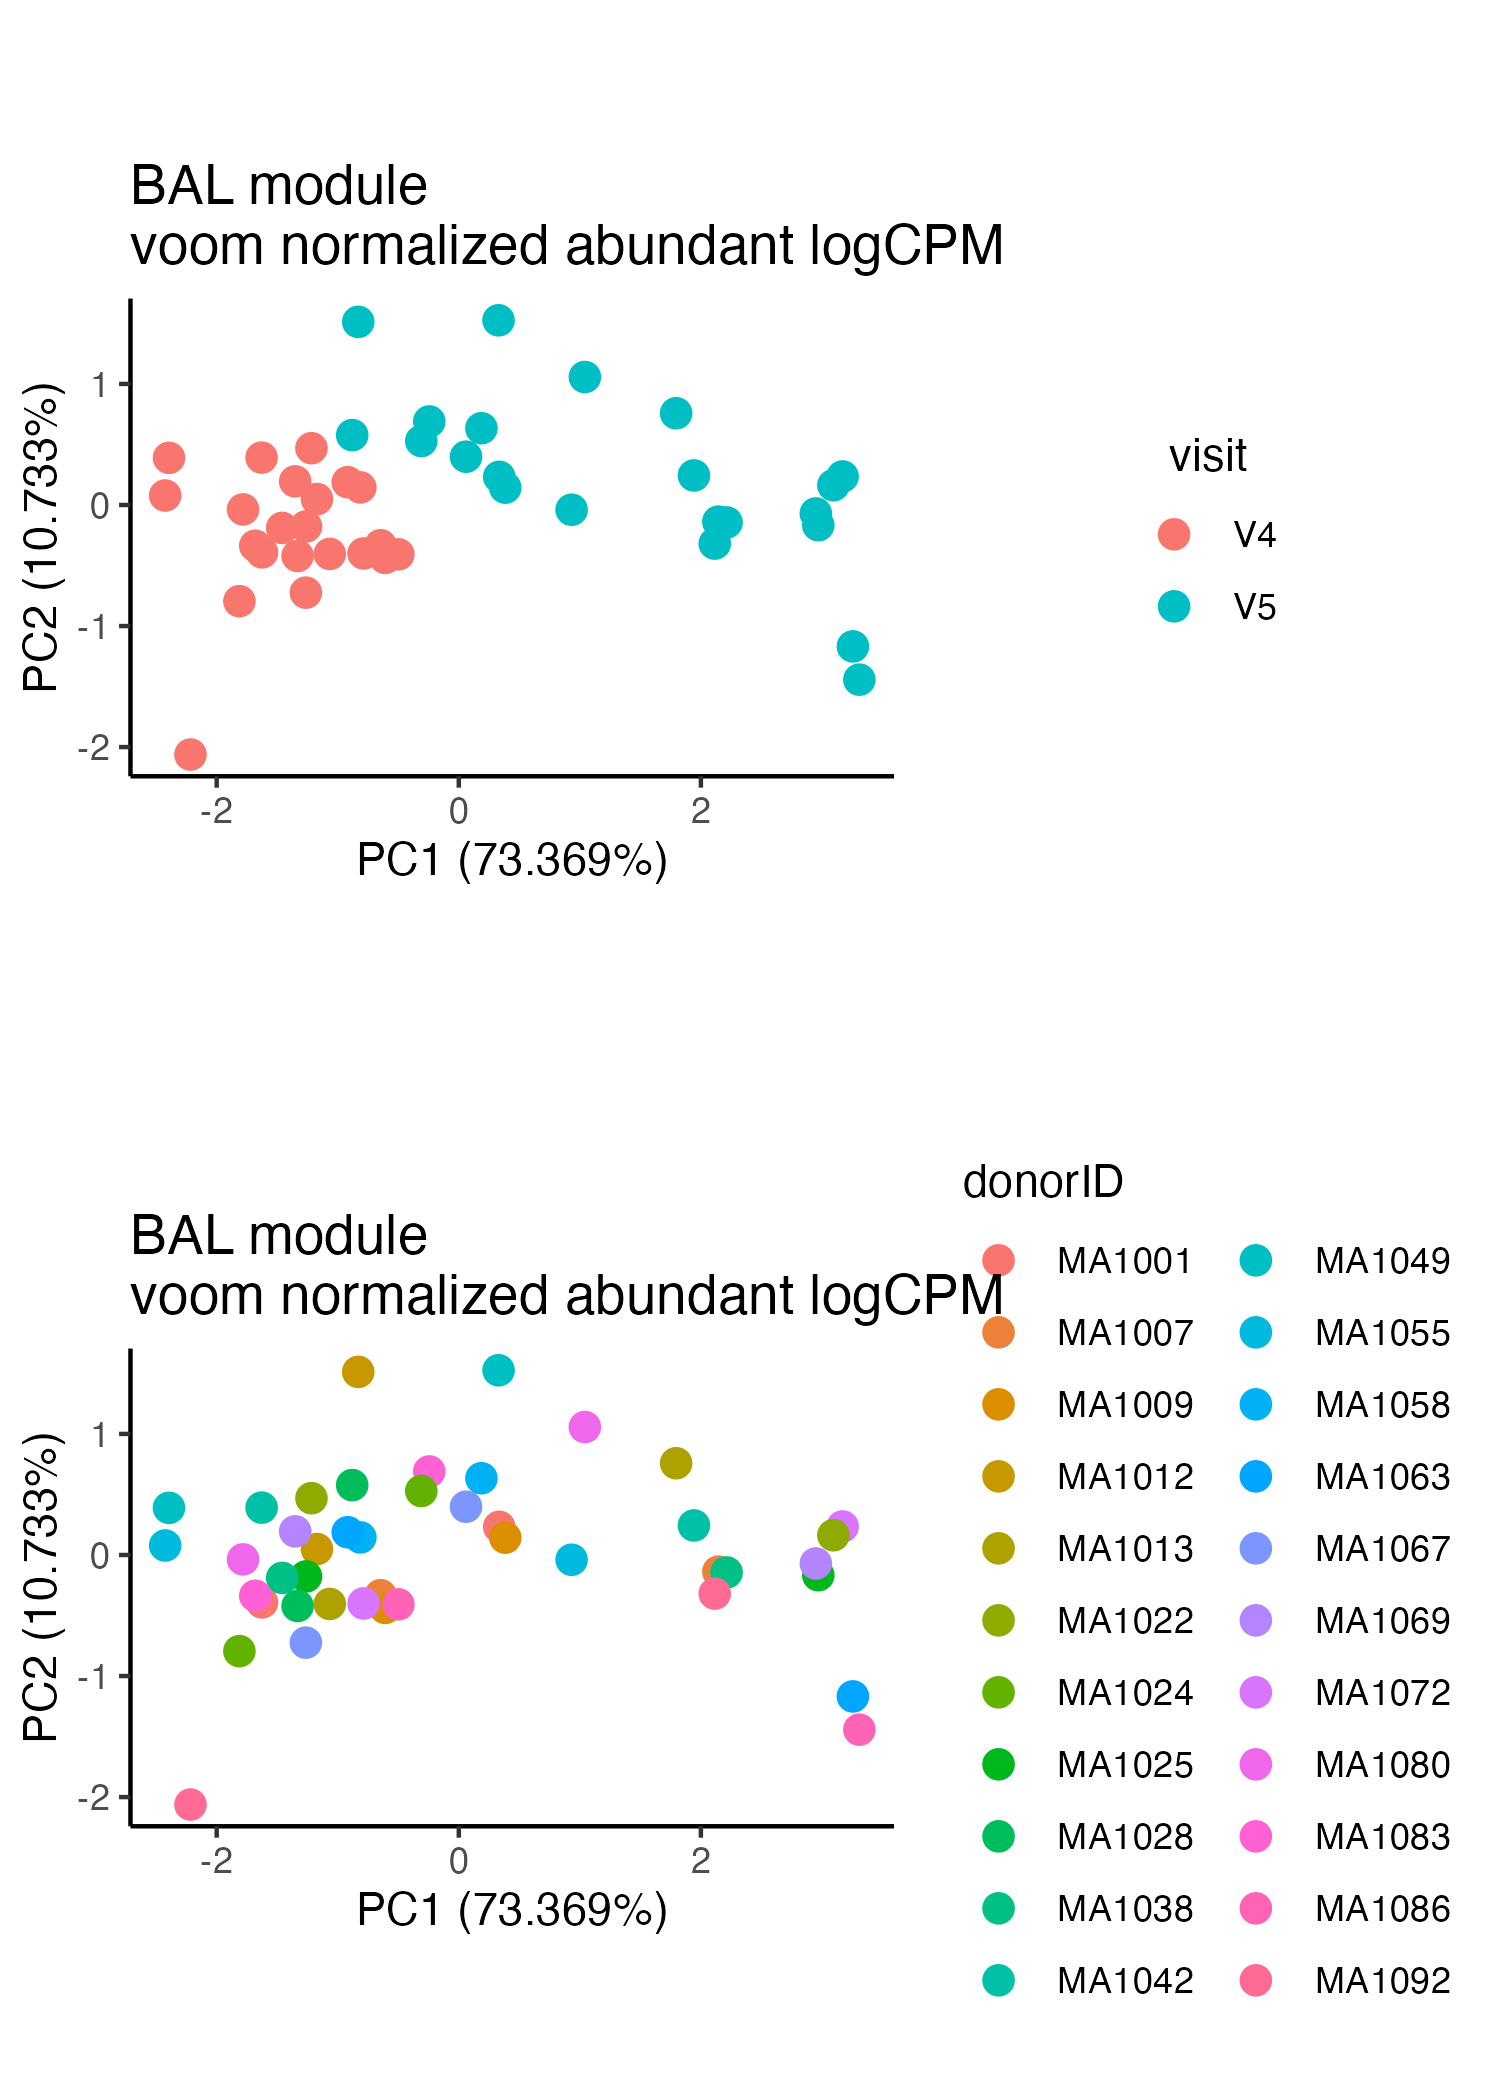 BAL module
voom normalized abundant logCPM
1
0
-1
-2
PC2 (10.733%)
-2 0 2
PC1 (73.369%)
visit
V4
V5
BAL module
voom normalized abundant logCPM
1
0
-1
-2
PC2 (10.733%)
-2 0 2
PC1 (73.369%)
donorID
MA1001 MA1049
MA1007 MA1055
MA1009 MA1058
MA1012 MA1063
MA1013 MA1067
MA1022 MA1069
MA1024 MA1072
MA1025 MA1080
MA1028 MA1083
MA1038 MA1086
MA1042 MA1092